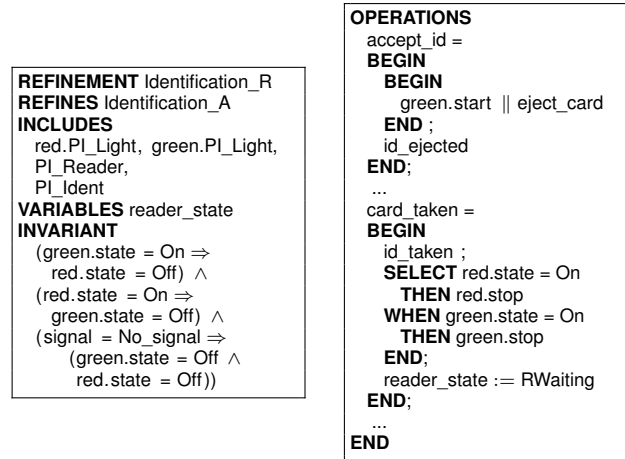 REFINEMENT Identification_R
REFINES Identification_A
INCLUDES
red.PI_Light, green.PI_Light,
PI_Reader,
PI_Ident
VARIABLES reader_state
INVARIANT
(green.state = On ⇒
red.state = Off) ∧
(red.state = On ⇒
green.state = Off) ∧
(signal = No_signal ⇒
(green.state = Off ∧
red.state = Off))
OPERATIONS
accept_id =
BEGIN
BEGIN
green.start || eject_card
END ;
id_ejected
END;
...
card_taken =
BEGIN
id_taken ;
SELECT red.state = On
THEN red.stop
WHEN green.state = On
THEN green.stop
END;
reader_state := RWaiting
END;
...
END